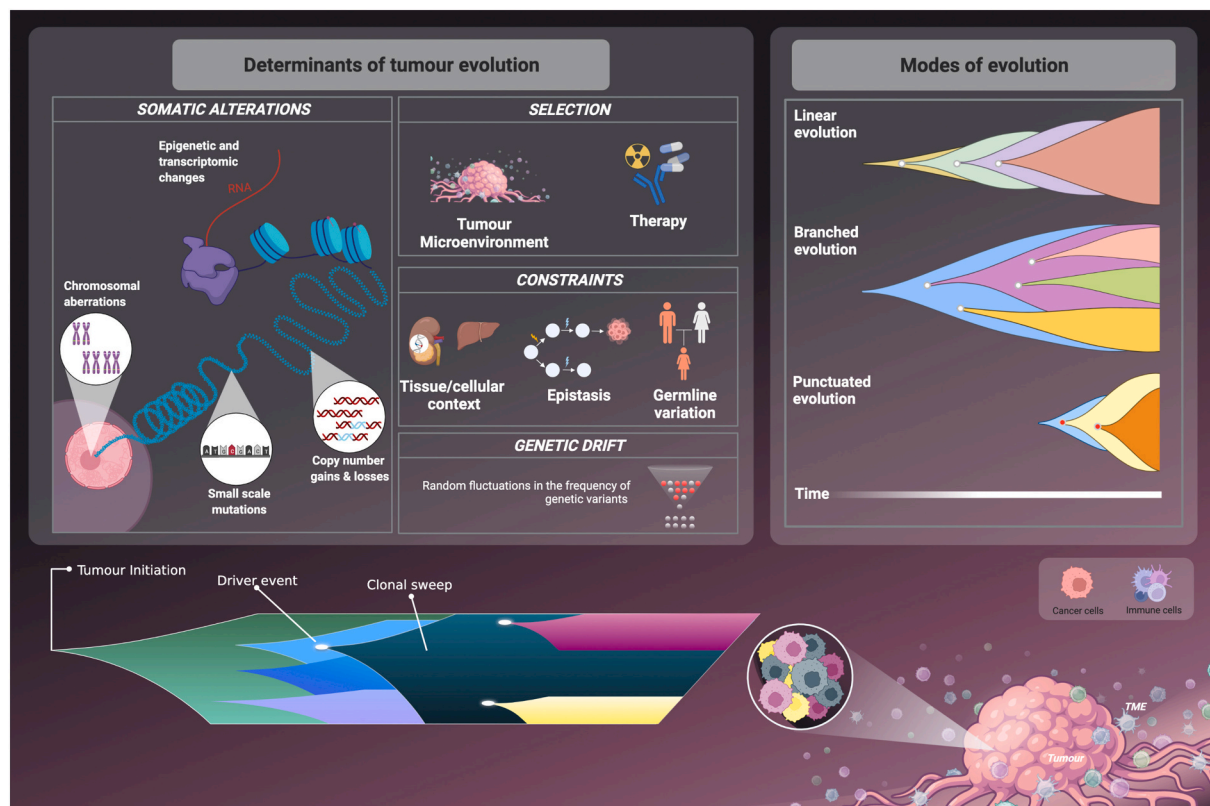 Determinants of tumour evolution
SOMATIC ALTERATIONS
Epigenetic and
transcriptomic
changes
RNA
Chromosomal
aberrations
Small scale
mutations
Copy number
gains & losses
SELECTION
Tumour
Microenvironment
Therapy
CONSTRAINTS
Tissue/cellular
context
Epistasis
Germline
variation
GENETIC DRIFT
Random fluctuations in the frequency of
genetic variants
Modes of evolution
Linear
evolution
Branched
evolution
Punctuated
evolution
Time
Tumour Initiation
Driver event
Clonal sweep
Cancer cells
Immune cells
TME
Tumour